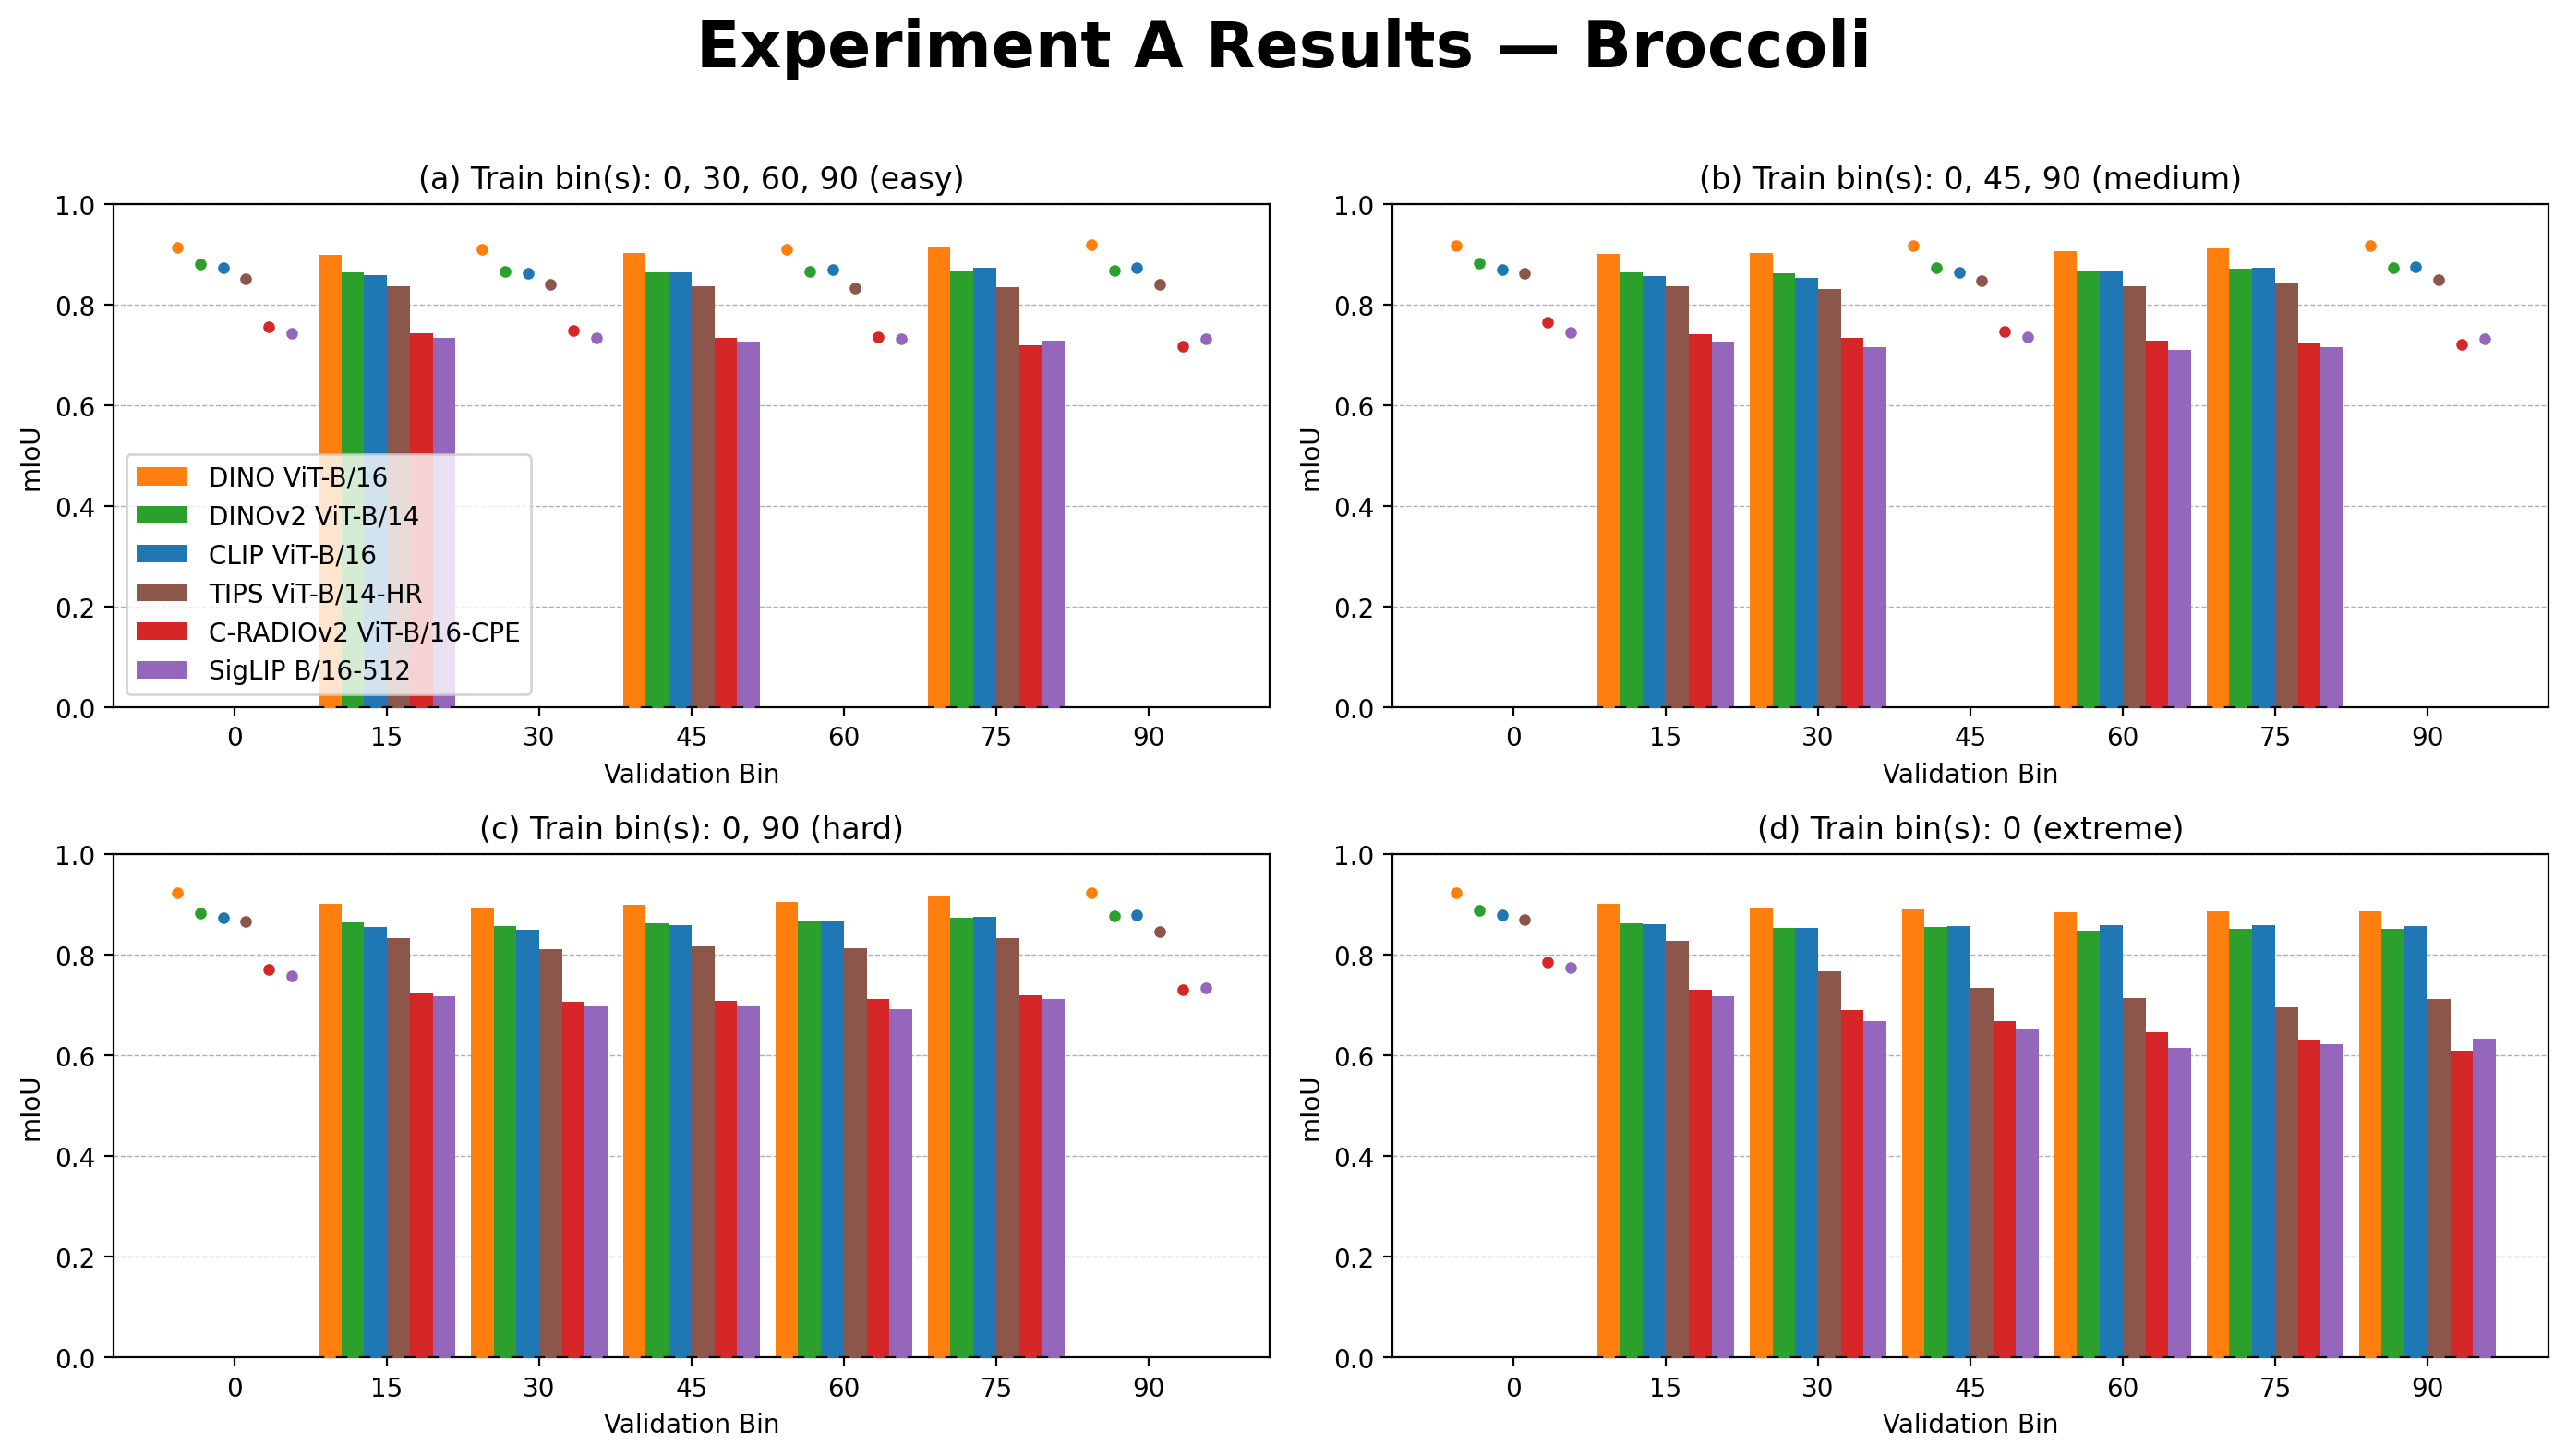 Experiment A Results — Broccoli
(a) Train bin(s): 0, 30, 60, 90 (easy)
1.0
0.8
0.6
0.4
0.2
0.0
mIoU
DINO ViT-B/16
DINOv2 ViT-B/14
CLIP ViT-B/16
TIPS ViT-B/14-HR
C-RADIOv2 ViT-B/16-CPE
SigLIP B/16-512
0 15 30 45 60 75 90
Validation Bin
(b) Train bin(s): 0, 45, 90 (medium)
1.0
0.8
0.6
0.4
0.2
0.0
mIoU
0 15 30 45 60 75 90
Validation Bin
(c) Train bin(s): 0, 90 (hard)
1.0
0.8
0.6
0.4
0.2
0.0
mIoU
0 15 30 45 60 75 90
Validation Bin
(d) Train bin(s): 0 (extreme)
1.0
0.8
0.6
0.4
0.2
0.0
mIoU
0 15 30 45 60 75 90
Validation Bin